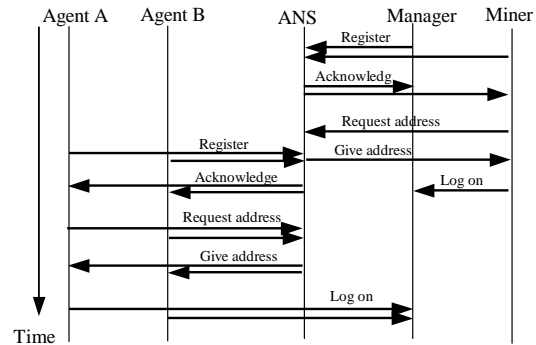 Agent A Agent B ANS Manager Miner
Register
Acknowledg
Request address
Register
Give address
Acknowledge
Log on
Request address
Give address
Log on
Time